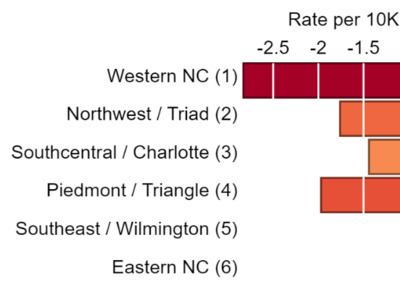 Rate per 10K
-2.5 -2 -1.5
Western NC (1)
Northwest / Triad (2)
Southcentral / Charlotte (3)
Piedmont / Triangle (4)
Southeast / Wilmington (5)
Eastern NC (6)